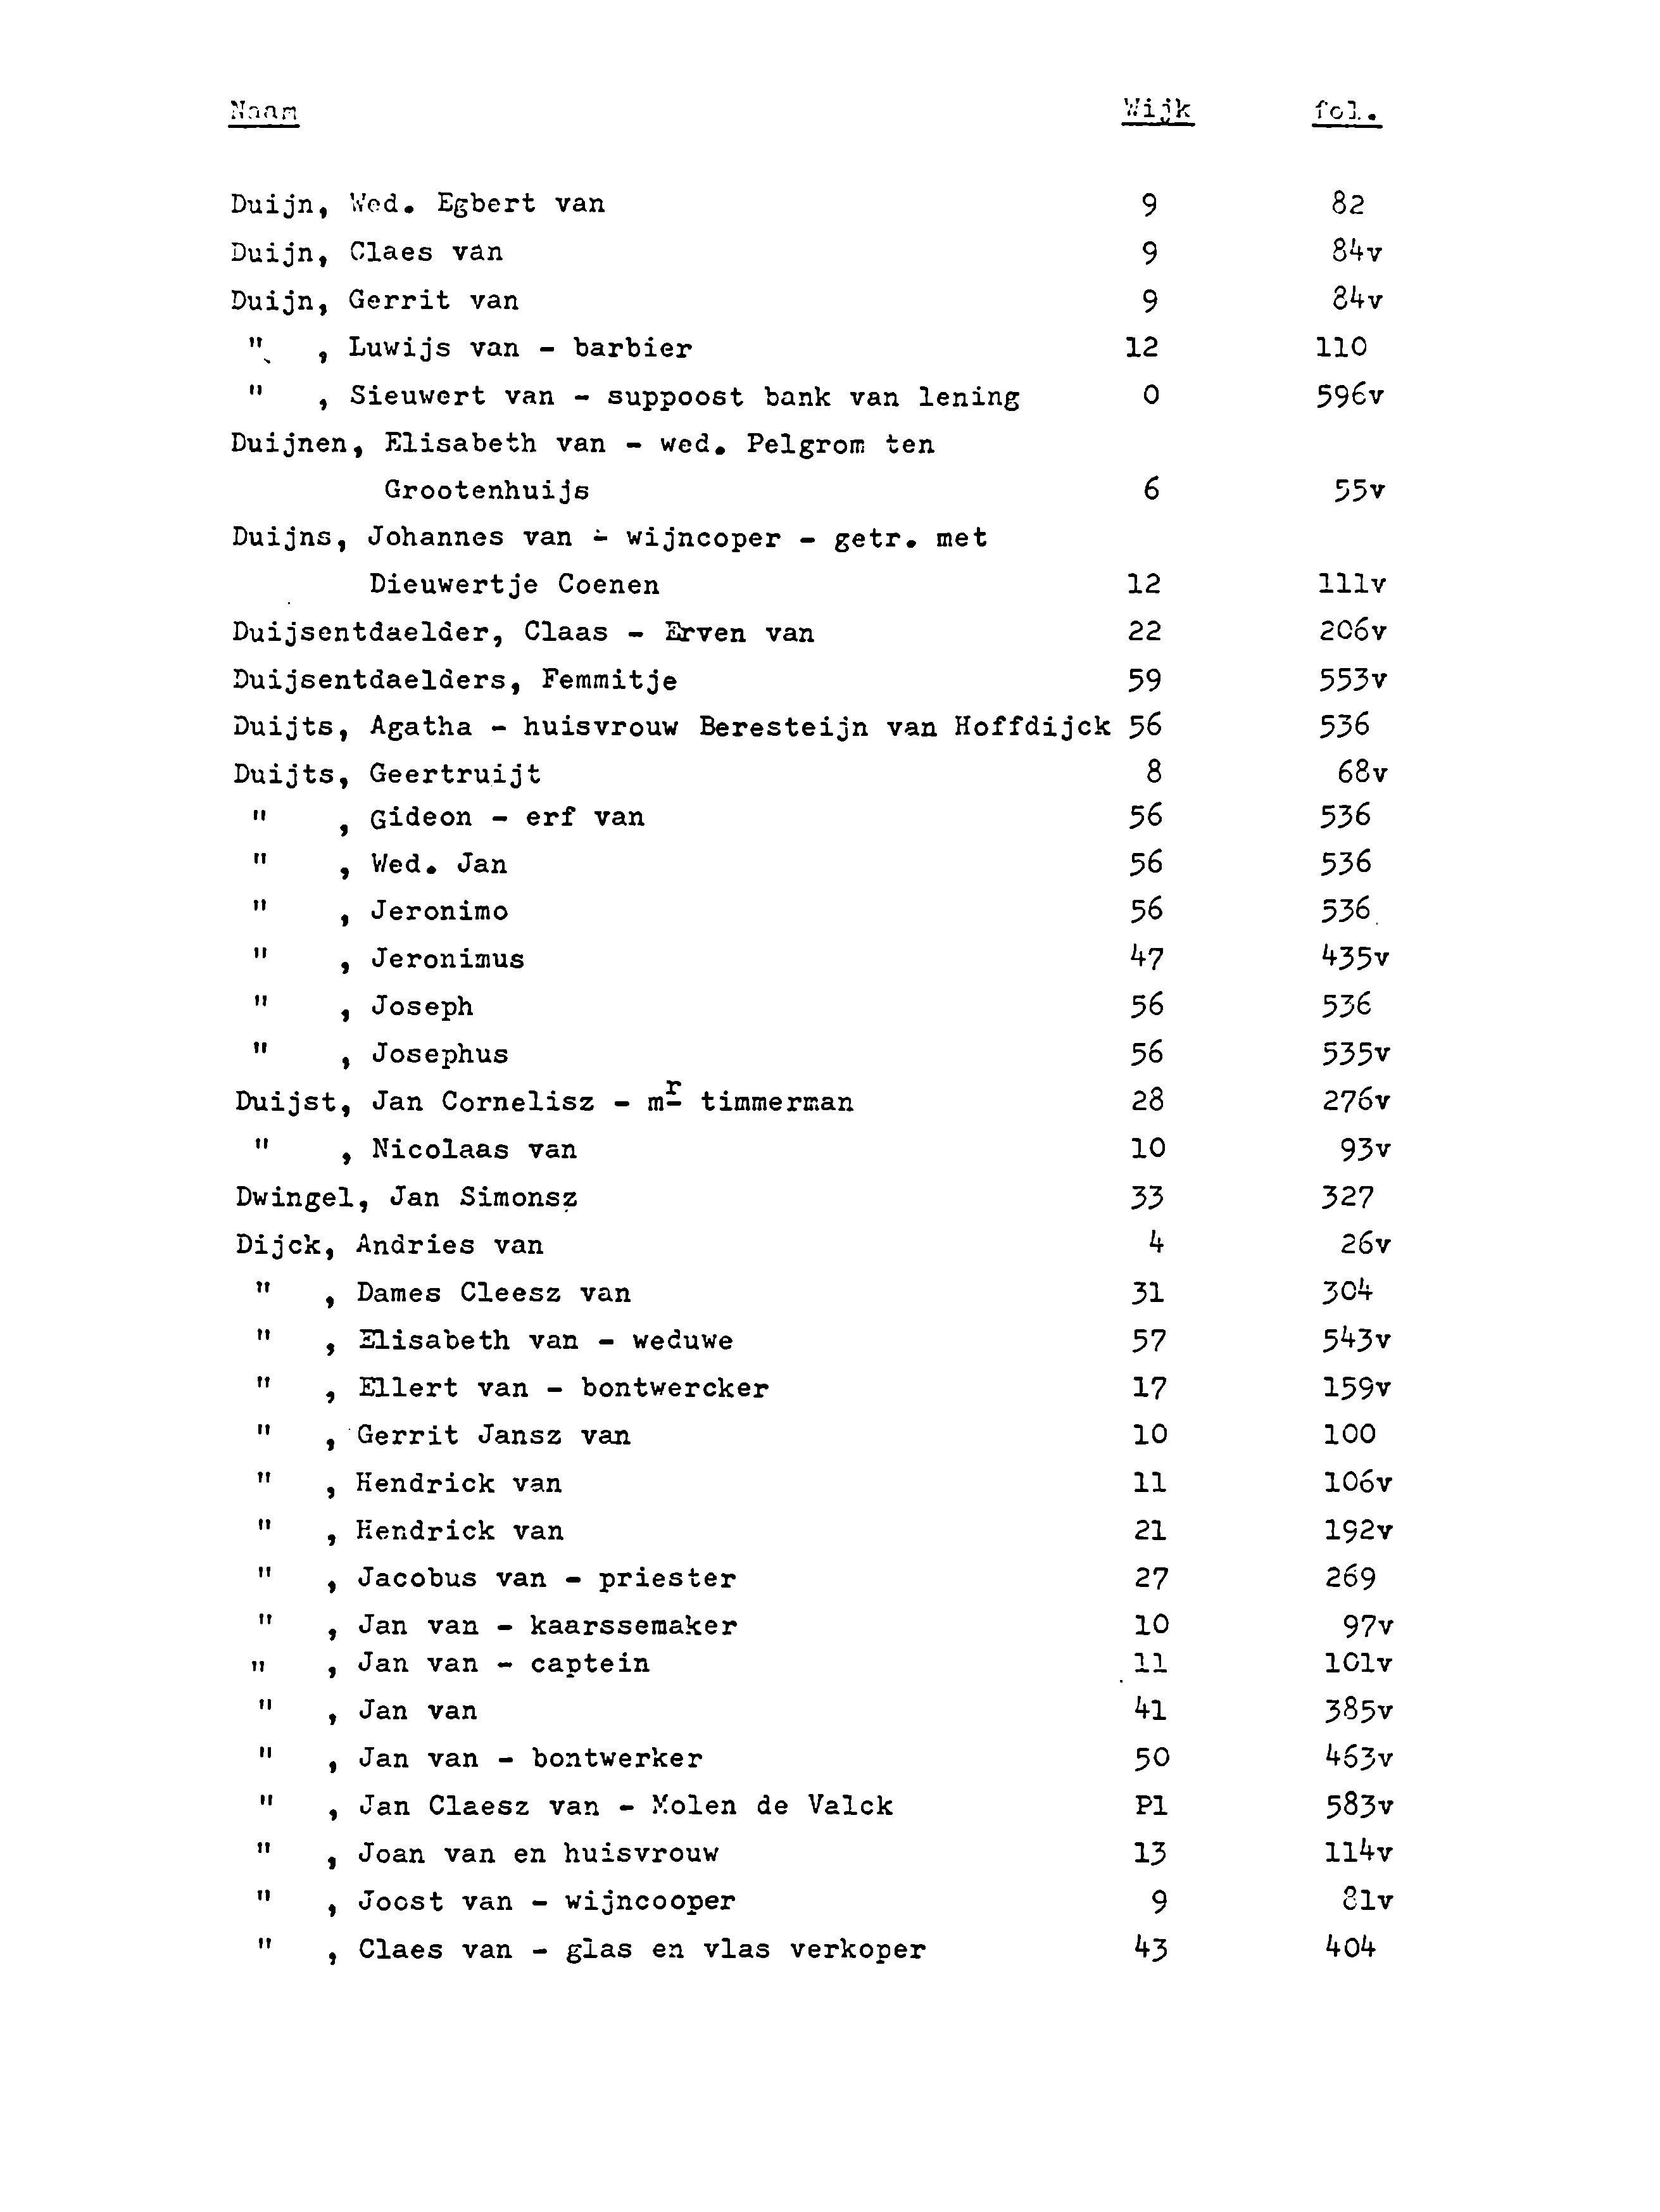 Naam Wijk fol.
Duijn, Wed. Egbert van 9 82
Duijn, Claes van 9 84v
Duijn, Gerrit van 9 84v
" , Luwijs van - barbier 12 110
" , Sieuwert van - suppoost bank van lening 0 596v
Duijnen, Elisabeth van - wed. Pelgrom ten
Grootenhuijs 6 55v
Duijns, Johannes van - wijncoper - getr. met
Dieuwertje Coenen 12 111v
Duijsentdaelder, Claas - Erven van 22 206v
Duijsentdaelders, Femmitje 59 553v
Duijts, Agatha - huisvrouw Beresteijn van Hoffdijck 56 536
Duijts, Geertruijt 8 68v
" , Gideon - erf van 56 536
" , Wed. Jan 56 536
" , Jeronimo 56 536
" , Jeronimus 47 435v
" , Joseph 56 536
" , Josephus 56 535v
Duijst, Jan Cornelisz - mr timmerman 28 276v
" , Nicolaas van 10 93v
Dwingel, Jan Simonsz 33 327
Dijck, Andries van 4 26v
" , Dames Cleesz van 31 304
" , Elisabeth van - weduwe 57 543v
" , Ellert van - bontwercker 17 159v
" , Gerrit Jansz van 10 100
" , Hendrick van 11 106v
" , Hendrick van 21 192v
" , Jacobus van - priester 27 269
" , Jan van - kaarssemaker 10 97v
" , Jan van - captein 11 101v
" , Jan van 41 385v
" , Jan van - bontwerker 50 463v
" , Jan Claesz van - Molen de Valck P1 583v
" , Joan van en huisvrouw 13 114v
" , Joost van - wijncooper 9 81v
" , Claes van - glas en vlas verkoper 43 404